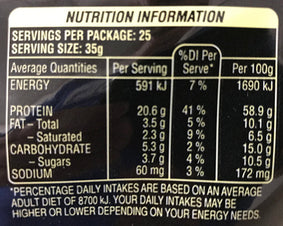 NUTRITION INFORMATION
SERVINGS PER PACKAGE: 25
SERVING SIZE: 35g
Average Quantities Per Serving %DI Per Serve* Per 100g
ENERGY 591 kJ 7 % 1690 kJ
PROTEIN 20.6 g 41 % 58.9 g
FAT – Total 3.5 g 5 % 10.1 g
– Saturated 2.3 g 9 % 6.5 g
CARBOHYDRATE 5.3 g 2 % 15.0 g
– Sugars 3.7 g 4 % 10.5 g
SODIUM 60 mg 3 % 172 mg
*PERCENTAGE DAILY INTAKES ARE BASED ON AN AVERAGE
ADULT DIET OF 8700 kJ. YOUR DAILY INTAKES MAY BE
HIGHER OR LOWER DEPENDING ON YOUR ENERGY NEEDS.